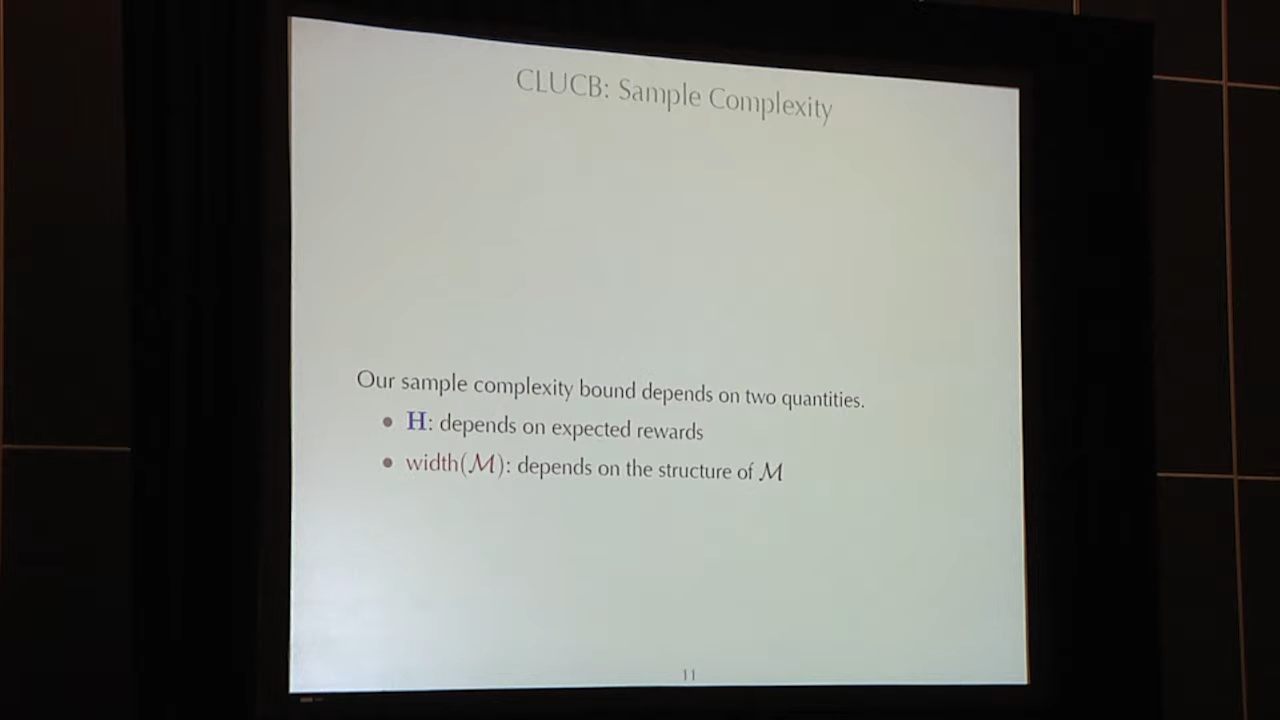 CLUCB: Sample Complexity
Our sample complexity bound depends on two quantities.
• H: depends on expected rewards
• width(ℳ): depends on the structure of ℳ
11